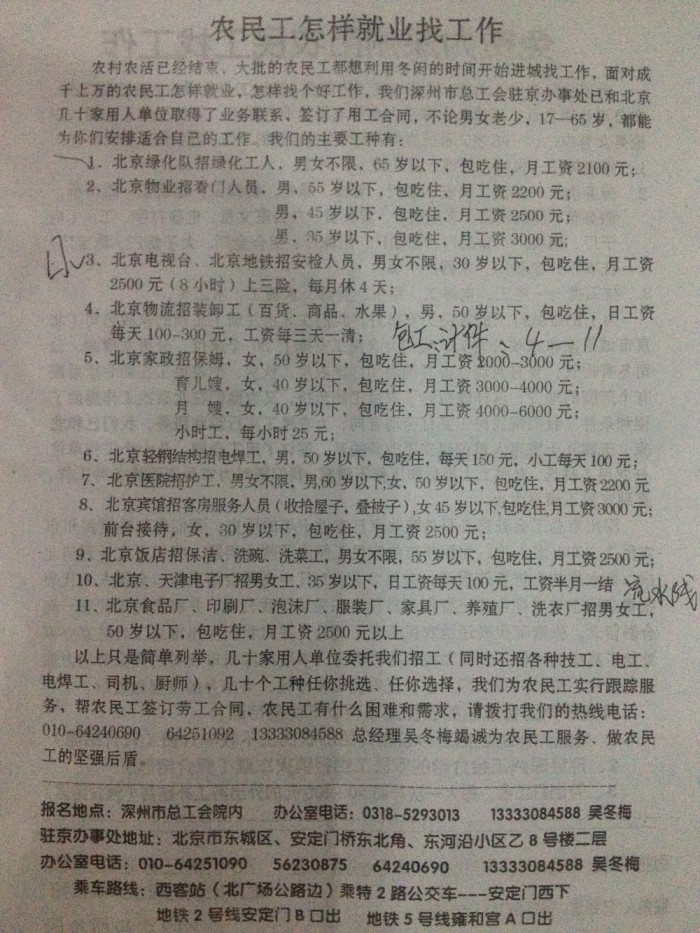 农民工怎样就业找工作
农村农活已经结束、大批的农民工都想利用冬闲的时间开始进城找工作，面对成
千上万的农民工怎样就业，怎样找个好工作，我们深州市总工会驻京办事处已和北京
几十家用人单位取得了业务联系，签订了用工合同，不论男女老少，17—65岁，都能
为你们安排适合自己的工作。我们的主要工种有：
1、北京绿化队招绿化工人，男女不限，65岁以下，包吃住，月工资2100元；
2、北京物业招看门人员，男，55岁以下，包吃住，月工资2200元；
男，45岁以下，包吃住，月工资2500元；
男，35岁以下，包吃住，月工资3000元；
3、北京电视台、北京地铁招安检人员，男女不限，30岁以下，包吃住，月工资
2500元（8小时）上三险，每月休4天；
4、北京物流招装卸工（百货、商品、水果），男，50岁以下，包吃住，日工资
每天100-300元，工资每三天一清； 包工计件、4—11
5、北京家政招保姆，女，50岁以下，包吃住，月工资2000-3000元；
育儿嫂，女，40岁以下，包吃住，月工资3000-4000元；
月 嫂，女，40岁以下，包吃住，月工资4000-6000元；
小时工，每小时25元；
6、北京轻钢结构招电焊工，男，50岁以下，包吃住，每天150元，小工每天100元；
7、北京医院招护工，男女不限，男，60岁以下,女，50岁以下，包吃住，月工资2200元
8、北京宾馆招客房服务人员（收拾屋子，叠被子）,女45岁以下,包吃住,月工资3000元；
前台接待，女，30岁以下，包吃住，月工资2500元；
9、北京饭店招保洁、洗碗、洗菜工，男女不限，55岁以下，包吃住，月工资2500元；
10、北京、天津电子厂招男女工、35岁以下，日工资每天100元，工资半月一结 流水线
11、北京食品厂、印刷厂、泡沫厂、服装厂、家具厂、养殖厂、洗衣厂招男女工，
50岁以下，包吃住，月工资2500元以上
以上只是简单列举，几十家用人单位委托我们招工（同时还招各种技工、电工、
电焊工、司机、厨师），几十个工种任你挑选、任你选择，我们为农民工实行跟踪服
务，帮农民工签订劳工合同，农民工有什么困难和需求，请拨打我们的热线电话：
010-64240690 64251092 13333084588 总经理吴冬梅竭诚为农民工服务、做农民
工的坚强后盾。
报名地点：深州市总工会院内 办公室电话：0318-5293013 13333084588 吴冬梅
驻京办事处地址：北京市东城区、安定门桥东北角、东河沿小区乙8号楼二层
办公室电话：010-64251090 56230875 64240690 13333084588 吴冬梅
乘车路线：西客站（北广场公路边）乘特2路公交车---安定门西下
地铁2号线安定门B口出 地铁5号线雍和宫A口出